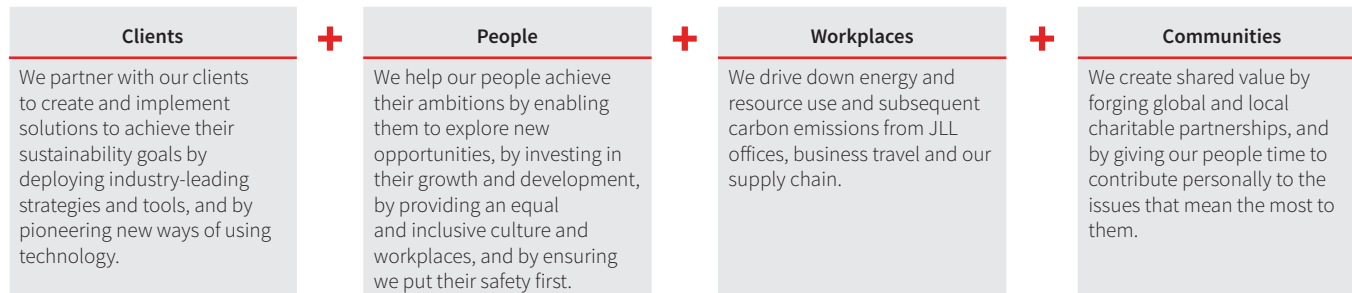 Clients
We partner with our clients
to create and implement
solutions to achieve their
sustainability goals by
deploying industry-leading
strategies and tools, and by
pioneering new ways of using
technology.
+
People
We help our people achieve
their ambitions by enabling
them to explore new
opportunities, by investing in
their growth and development,
by providing an equal
and inclusive culture and
workplaces, and by ensuring
we put their safety first.
+
Workplaces
We drive down energy and
resource use and subsequent
carbon emissions from JLL
offices, business travel and our
supply chain.
+
Communities
We create shared value by
forging global and local
charitable partnerships, and
by giving our people time to
contribute personally to the
issues that mean the most to
them.